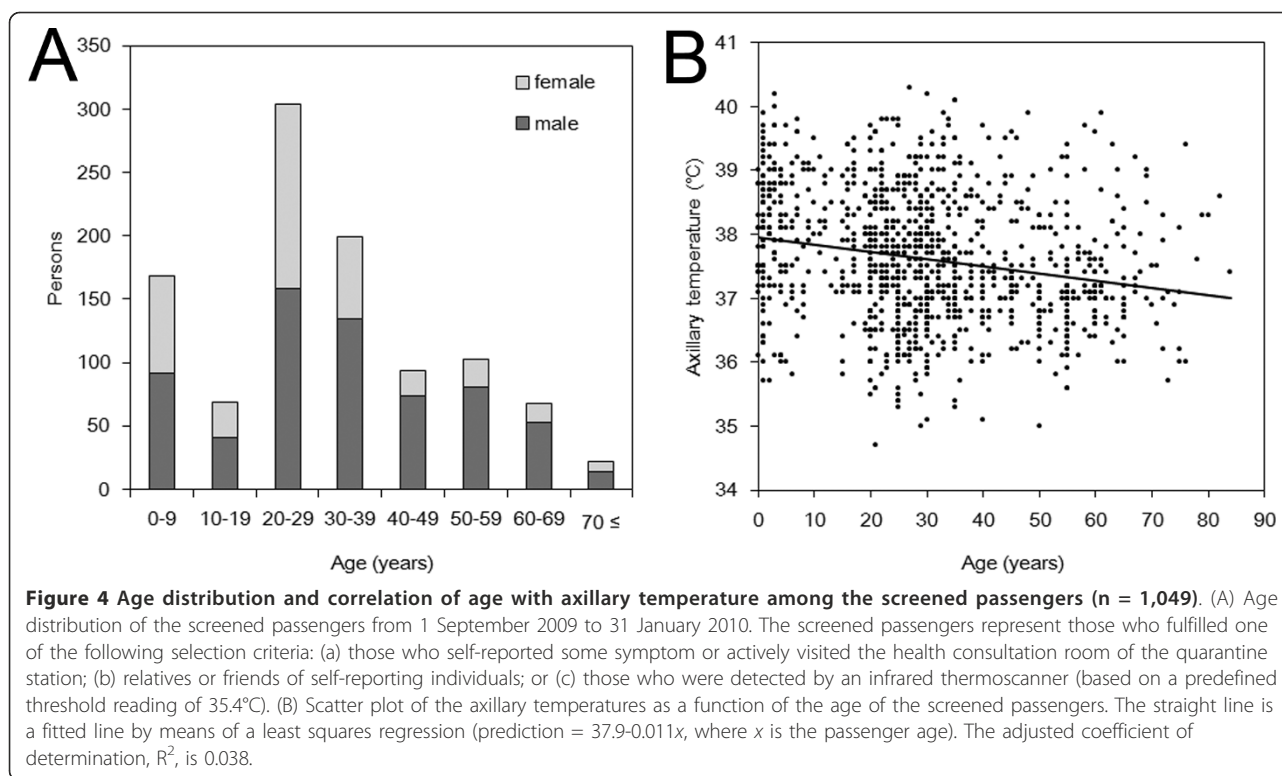 A
350
300
250
200
150
100
50
0
Persons
female
male
0-9 10-19 20-29 30-39 40-49 50-59 60-69 70 ≤
Age (years)
B
41
40
39
38
37
36
35
34
Axillary temperature (°C)
0 10 20 30 40 50 60 70 80 90
Age (years)
Figure 4 Age distribution and correlation of age with axillary temperature among the screened passengers (n = 1,049). (A) Age
distribution of the screened passengers from 1 September 2009 to 31 January 2010. The screened passengers represent those who fulfilled one
of the following selection criteria: (a) those who self-reported some symptom or actively visited the health consultation room of the quarantine
station; (b) relatives or friends of self-reporting individuals; or (c) those who were detected by an infrared thermoscanner (based on a predefined
threshold reading of 35.4°C). (B) Scatter plot of the axillary temperatures as a function of the age of the screened passengers. The straight line is
a fitted line by means of a least squares regression (prediction = 37.9-0.011x, where x is the passenger age). The adjusted coefficient of
determination, R², is 0.038.